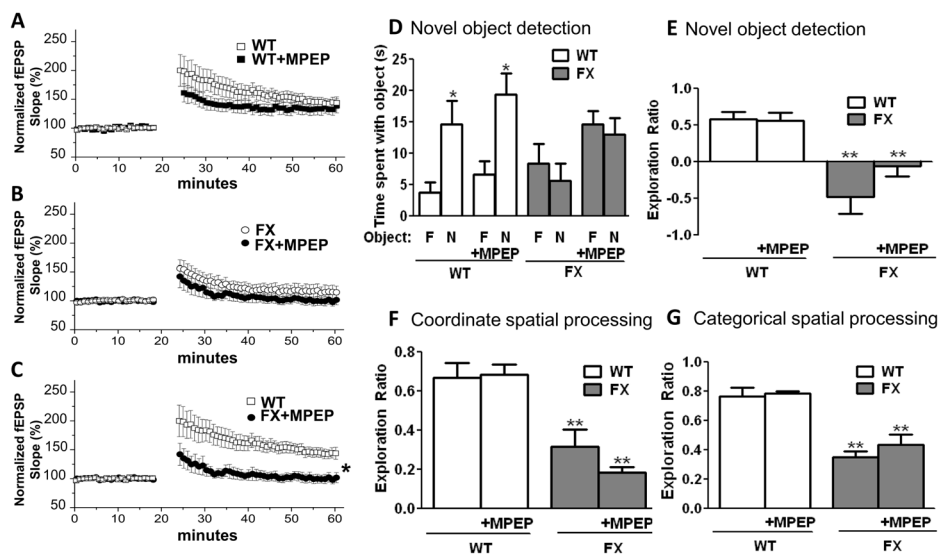 A
Normalized fEPSP
Slope (%)
250
200
150
100
50
WT
WT+MPEP
0 10 20 30 40 50 60
minutes
B
Normalized fEPSP
Slope (%)
250
200
150
100
50
FX
FX+MPEP
0 10 20 30 40 50 60
minutes
C
Normalized fEPSP
Slope (%)
250
200
150
100
50
WT
FX+MPEP
*
0 10 20 30 40 50 60
minutes
D Novel object detection
Time spent with object (s)
25
20
15
10
5
0
WT
FX
* *
Object: F N F N F N F N
+MPEP +MPEP
WT FX
E Novel object detection
Exploration Ratio
1.0
0.5
0.0
-0.5
-1.0
WT
FX
** **
+MPEP +MPEP
WT FX
F Coordinate spatial processing
Exploration Ratio
0.8
0.6
0.4
0.2
0.0
WT
FX
**
**
+MPEP +MPEP
WT FX
G Categorical spatial processing
Exploration Ratio
1.0
0.8
0.6
0.4
0.2
0.0
WT
FX
** **
+MPEP +MPEP
WT FX